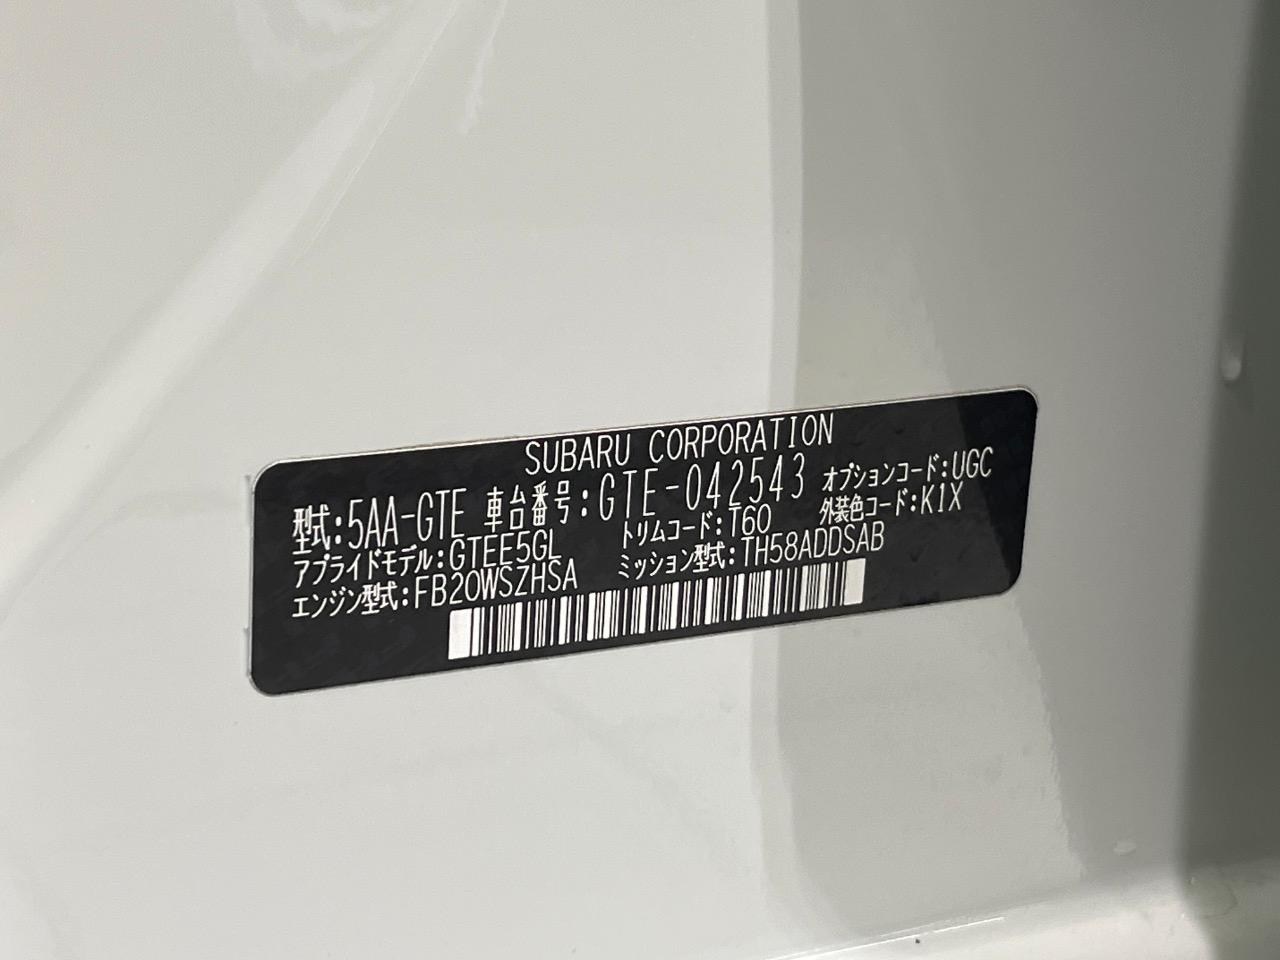 SUBARU CORPORATION
型式:5AA-GTE 車台番号:GTE-042543 オプションコード:UGC
アプライドモデル:GTEE5GL トリムコード:T60 外装色コード:K1X
エンジン型式:FB20WSZHSA ミッション型式:TH58ADDSAB